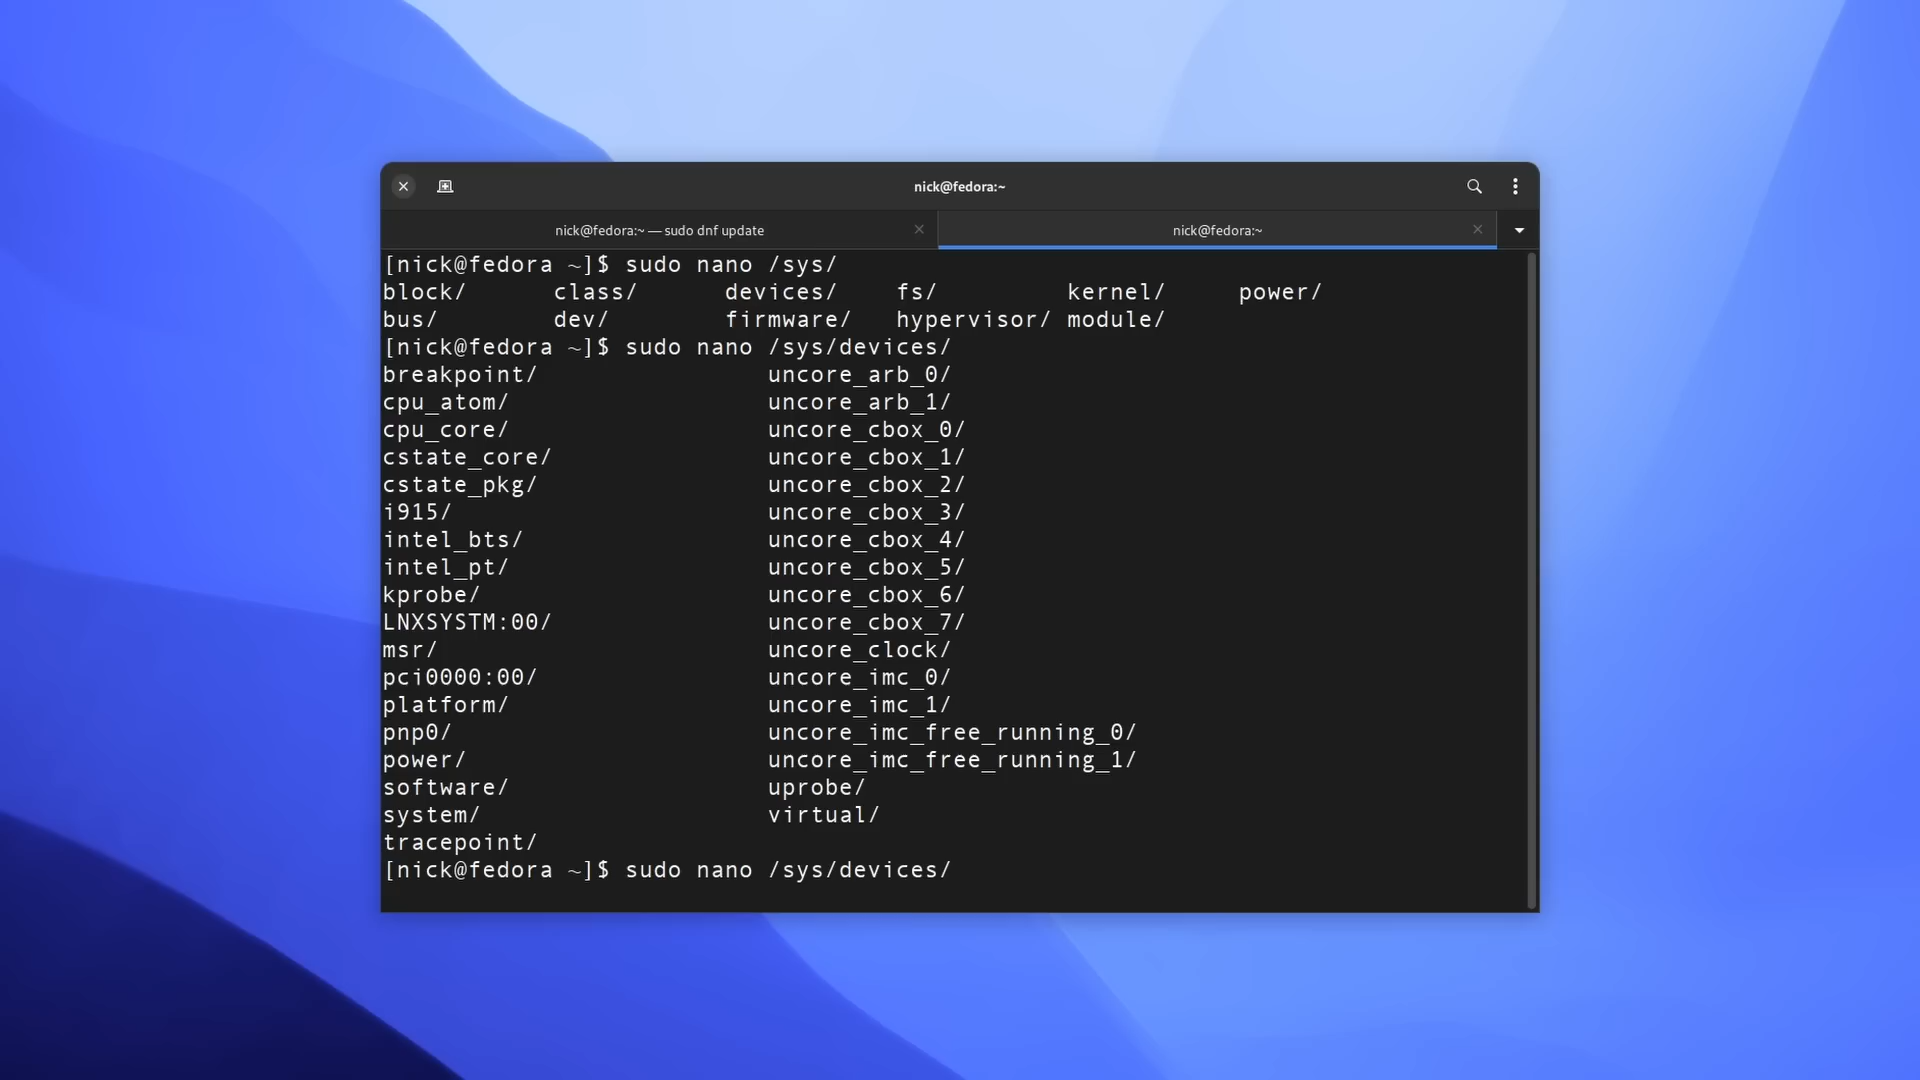 nick@fedora:~
nick@fedora:~ — sudo dnf update
nick@fedora:~
[nick@fedora ~]$ sudo nano /sys/
block/ class/ devices/ fs/ kernel/ power/
bus/ dev/ firmware/ hypervisor/ module/
[nick@fedora ~]$ sudo nano /sys/devices/
breakpoint/ uncore_arb_0/
cpu_atom/ uncore_arb_1/
cpu_core/ uncore_cbox_0/
cstate_core/ uncore_cbox_1/
cstate_pkg/ uncore_cbox_2/
i915/ uncore_cbox_3/
intel_bts/ uncore_cbox_4/
intel_pt/ uncore_cbox_5/
kprobe/ uncore_cbox_6/
LNXSYSTM:00/ uncore_cbox_7/
msr/ uncore_clock/
pci0000:00/ uncore_imc_0/
platform/ uncore_imc_1/
pnp0/ uncore_imc_free_running_0/
power/ uncore_imc_free_running_1/
software/ uprobe/
system/ virtual/
tracepoint/
[nick@fedora ~]$ sudo nano /sys/devices/